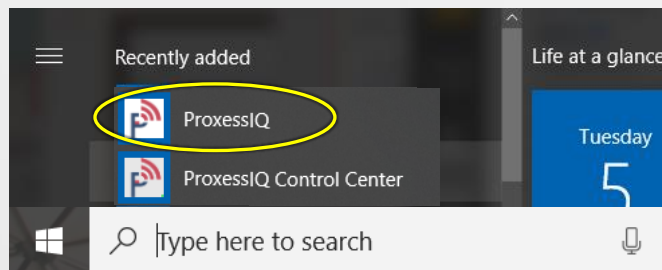 Recently added
Life at a glance
ProxessIQ
Tuesday
5
ProxessIQ Control Center
Type here to search